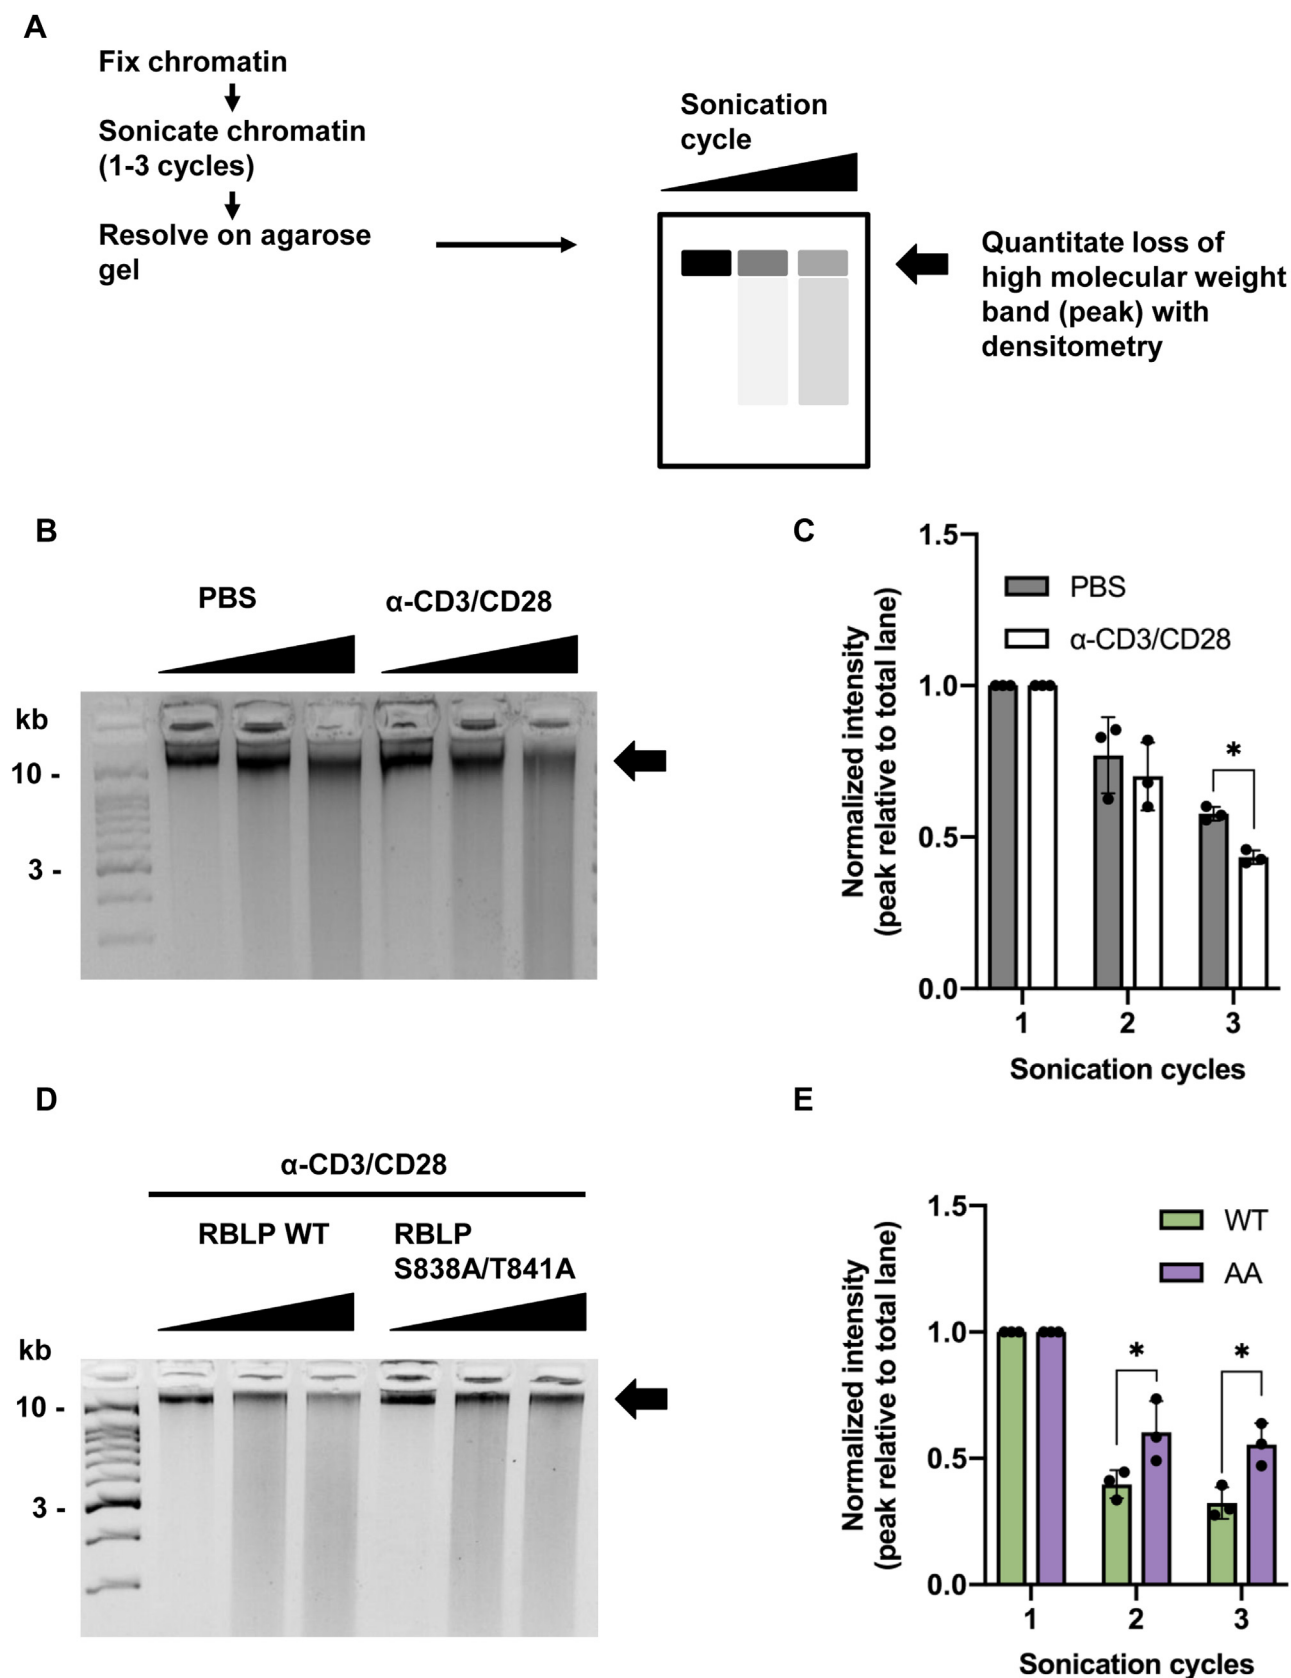 A
Fix chromatin
Sonicate chromatin
(1-3 cycles)
Resolve on agarose
gel
Sonication
cycle
Quantitate loss of
high molecular weight
band (peak) with
densitometry
B
PBS
α-CD3/CD28
kb
10 -
3 -
C
1.5
1.0
0.5
0.0
Normalized intensity
(peak relative to total lane)
PBS
α-CD3/CD28
*
1 2 3
Sonication cycles
D
α-CD3/CD28
RBLP WT
RBLP
S838A/T841A
kb
10 -
3 -
E
1.5
1.0
0.5
0.0
Normalized intensity
(peak relative to total lane)
WT
AA
* *
1 2 3
Sonication cycles